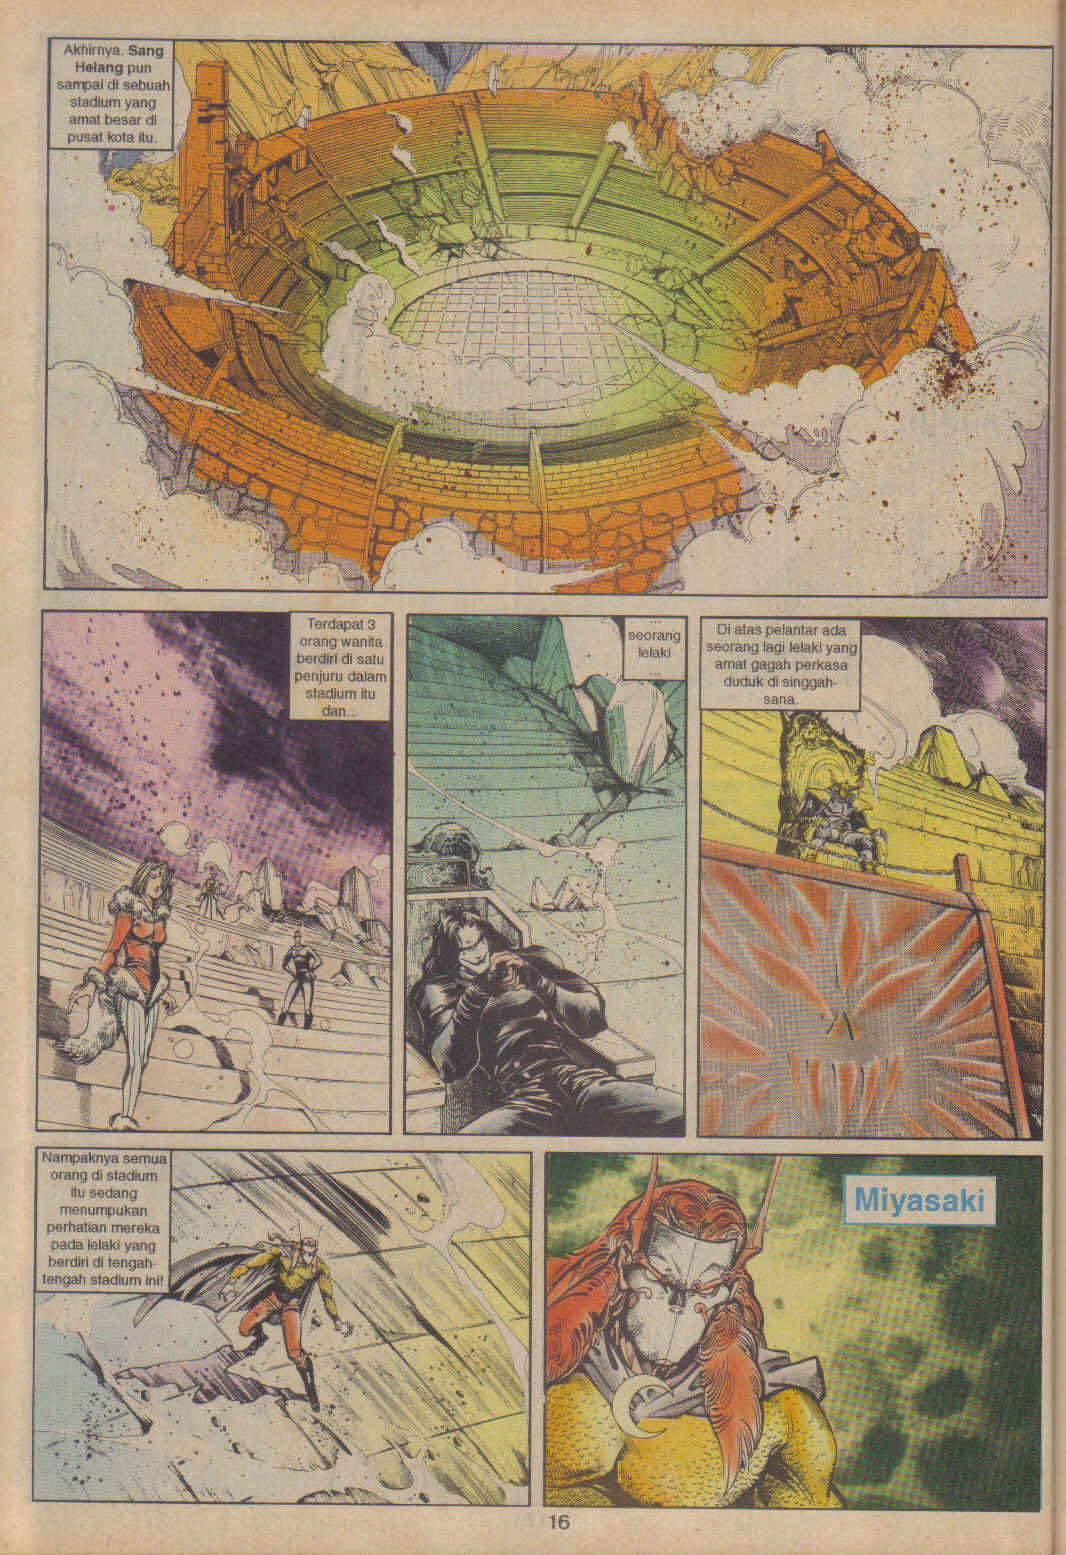 Akhirnya, Sang
Helang pun
sampai di sebuah
stadium yang
amat besar di
pusat kota itu.
Terdapat 3
orang wanita
berdiri di satu
penjuru dalam
stadium itu
dan...
...
seorang
lelaki
...
Di atas pelantar ada
seorang lagi lelaki yang
amat gagah perkasa
duduk di singgah-
sana.
Nampaknya semua
orang di stadium
itu sedang
menumpukan
perhatian mereka
pada lelaki yang
berdiri di tengah-
tengah stadium ini!
Miyasaki
16